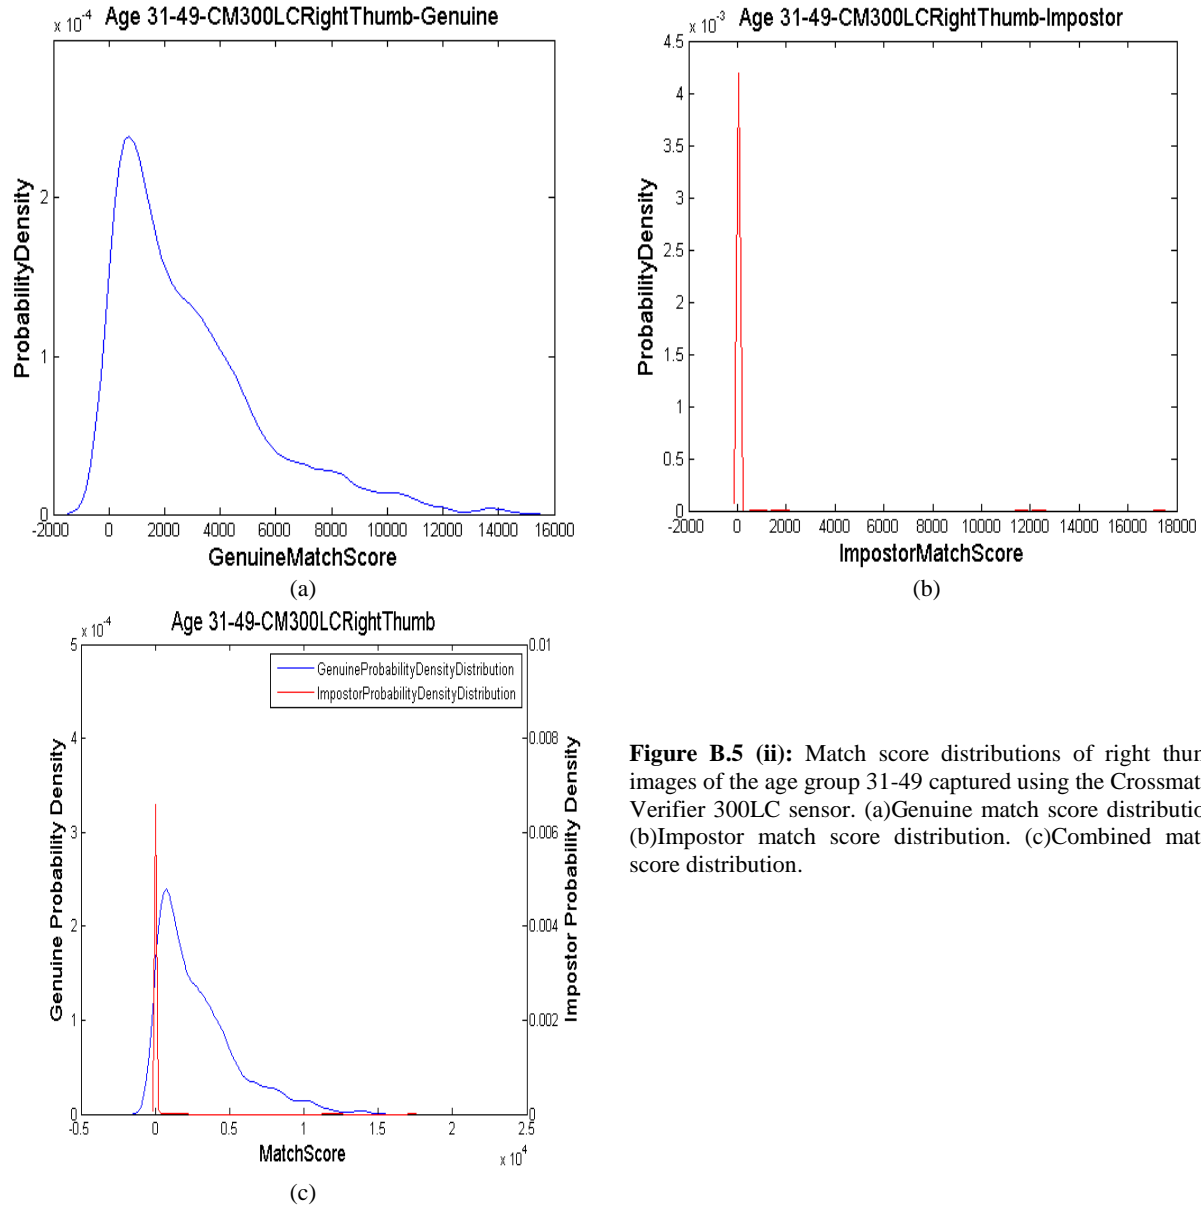 Age 31-49-CM300LCRightThumb-Genuine
x 10^-4
2
1
0
-2000 0 2000 4000 6000 8000 10000 12000 14000 16000
ProbabilityDensity
GenuineMatchScore
(a)
Age 31-49-CM300LCRightThumb-Impostor
x 10^-3
4.5
4
3.5
3
2.5
2
1.5
1
0.5
0
-2000 0 2000 4000 6000 8000 10000 12000 14000 16000 18000
ProbabilityDensity
ImpostorMatchScore
(b)
Age 31-49-CM300LCRightThumb
x 10^-4
GenuineProbabilityDensityDistribution
ImpostorProbabilityDensityDistribution
5
4
3
2
1
0
0.01
0.008
0.006
0.004
0.002
0
-0.5 0 0.5 1 1.5 2 2.5
x 10^4
Genuine Probability Density
Impostor Probability Density
MatchScore
(c)
Figure B.5 (ii): Match score distributions of right
images of the age group 31-49 captured using the
Verifier 300LC sensor. (a)Genuine match score
(b)Impostor match score distribution. (c)Combined
score distribution.